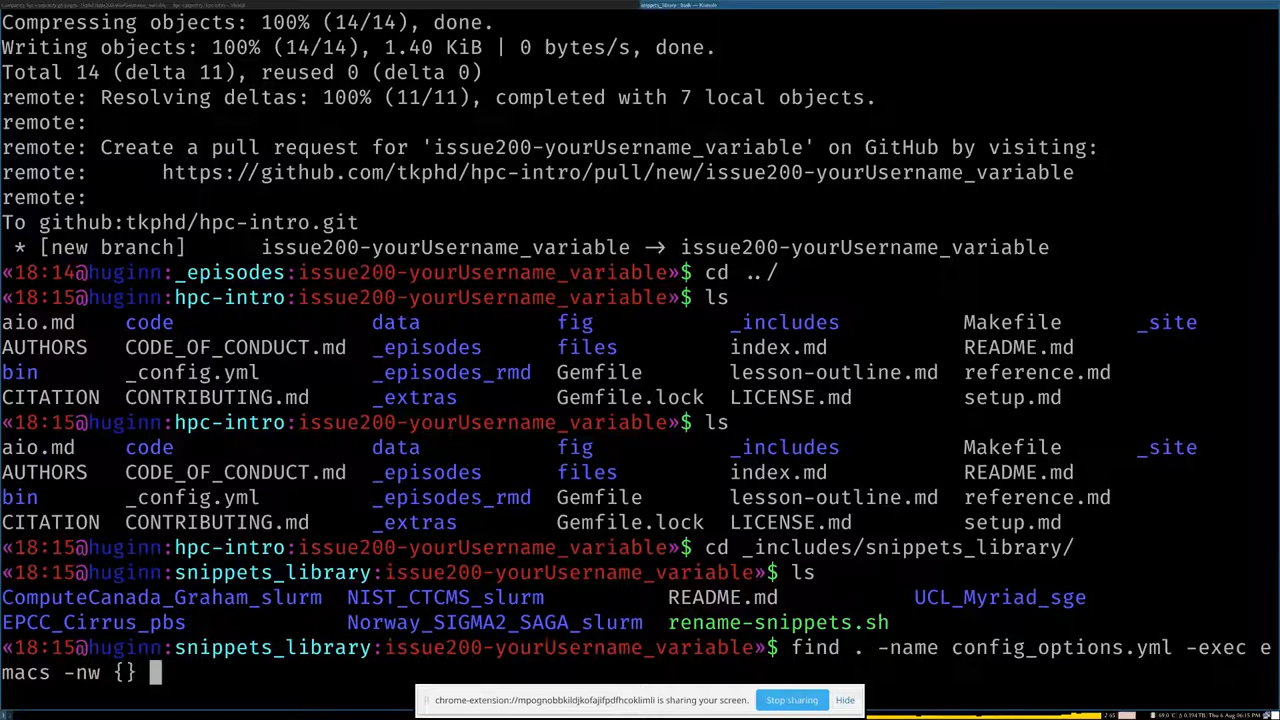 Compressing objects: 100% (14/14), done.
Writing objects: 100% (14/14), 1.40 KiB | 0 bytes/s, done.
Total 14 (delta 11), reused 0 (delta 0)
remote: Resolving deltas: 100% (11/11), completed with 7 local objects.
remote:
remote: Create a pull request for 'issue200-yourUsername_variable' on GitHub by visiting:
remote:      https://github.com/tkphd/hpc-intro/pull/new/issue200-yourUsername_variable
remote:
To github:tkphd/hpc-intro.git
 * [new branch]      issue200-yourUsername_variable -> issue200-yourUsername_variable
«18:14@huginn:_episodes:issue200-yourUsername_variable»$ cd ../
«18:15@huginn:hpc-intro:issue200-yourUsername_variable»$ ls
aio.md    code                data           fig           _includes           Makefile      _site
AUTHORS   CODE_OF_CONDUCT.md  _episodes      files         index.md            README.md
bin       _config.yml         _episodes_rmd  Gemfile       lesson-outline.md   reference.md
CITATION  CONTRIBUTING.md     _extras        Gemfile.lock  LICENSE.md          setup.md
«18:15@huginn:hpc-intro:issue200-yourUsername_variable»$ ls
aio.md    code                data           fig           _includes           Makefile      _site
AUTHORS   CODE_OF_CONDUCT.md  _episodes      files         index.md            README.md
bin       _config.yml         _episodes_rmd  Gemfile       lesson-outline.md   reference.md
CITATION  CONTRIBUTING.md     _extras        Gemfile.lock  LICENSE.md          setup.md
«18:15@huginn:hpc-intro:issue200-yourUsername_variable»$ cd _includes/snippets_library/
«18:15@huginn:snippets_library:issue200-yourUsername_variable»$ ls
ComputeCanada_Graham_slurm  NIST_CTCMS_slurm          README.md           UCL_Myriad_sge
EPCC_Cirrus_pbs             Norway_SIGMA2_SAGA_slurm  rename-snippets.sh
«18:15@huginn:snippets_library:issue200-yourUsername_variable»$ find . -name config_options.yml -exec e
macs -nw {}
chrome-extension://mpognobbkildjkofajifpdfhcoklimli is sharing your screen. Stop sharing Hide